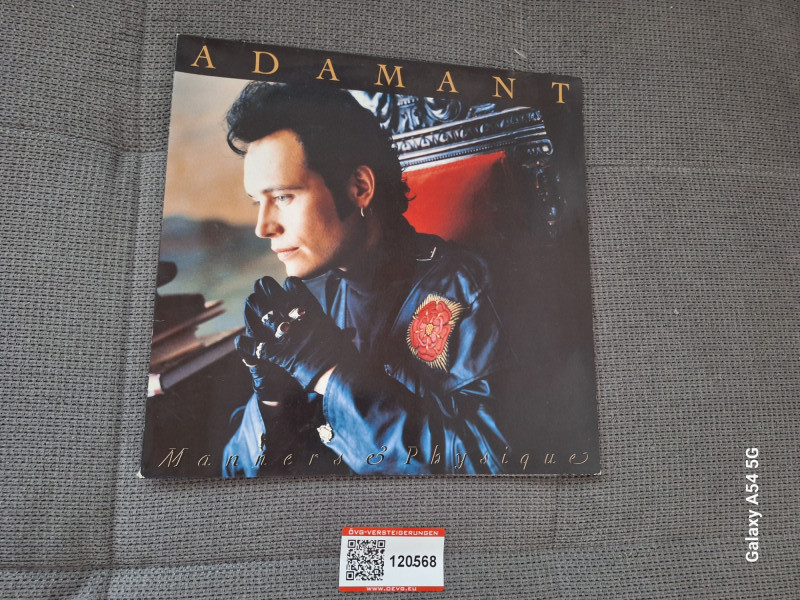 ADAMANT
Manners & Physique
ÖVG-VERSTEIGERUNGEN
120568
WWW.OEVG.EU
Galaxy A54 5G